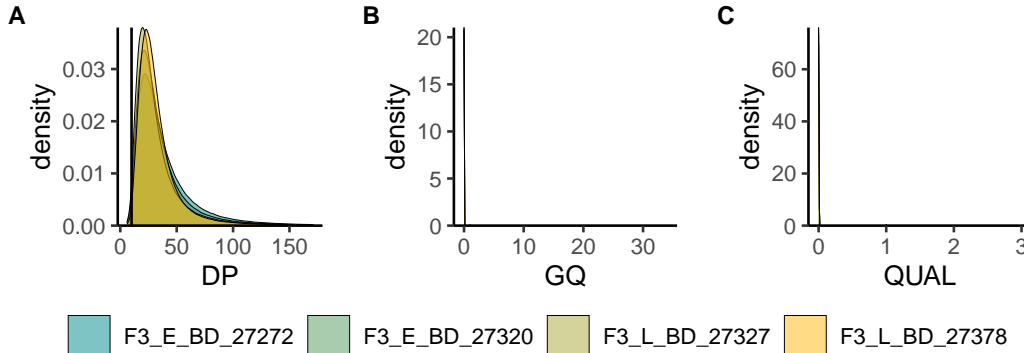 A
density
0.03
0.02
0.01
0.00
0 50 100 150
DP
B
density
20
15
10
5
0
0 10 20 30
GQ
C
density
60
40
20
0
0 1 2 3
QUAL
F3_E_BD_27272 F3_E_BD_27320 F3_L_BD_27327 F3_L_BD_27378